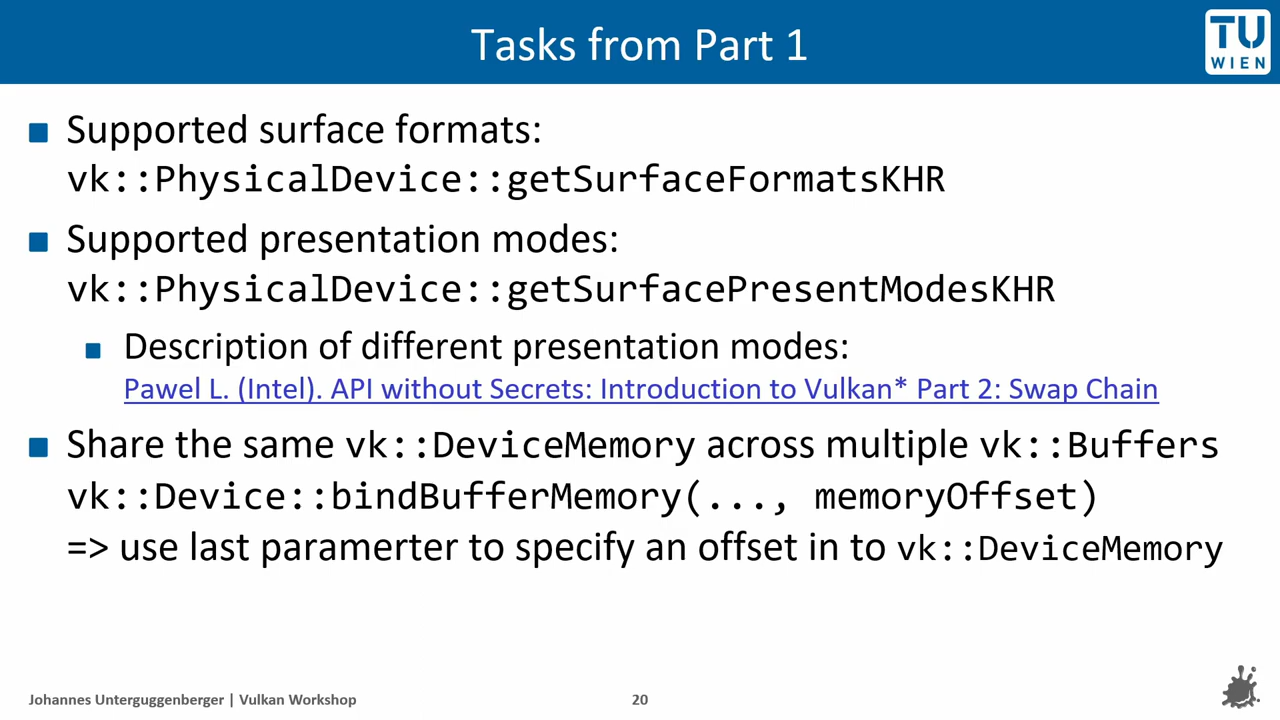 Tasks from Part 1
TU
WIEN
Supported surface formats:
vk::PhysicalDevice::getSurfaceFormatsKHR
Supported presentation modes:
vk::PhysicalDevice::getSurfacePresentModesKHR
Description of different presentation modes:
Pawel L. (Intel). API without Secrets: Introduction to Vulkan* Part 2: Swap Chain
Share the same vk::DeviceMemory across multiple vk::Buffers
vk::Device::bindBufferMemory(..., memoryOffset)
=> use last paramerter to specify an offset in to vk::DeviceMemory
Johannes Unterguggenberger | Vulkan Workshop
20